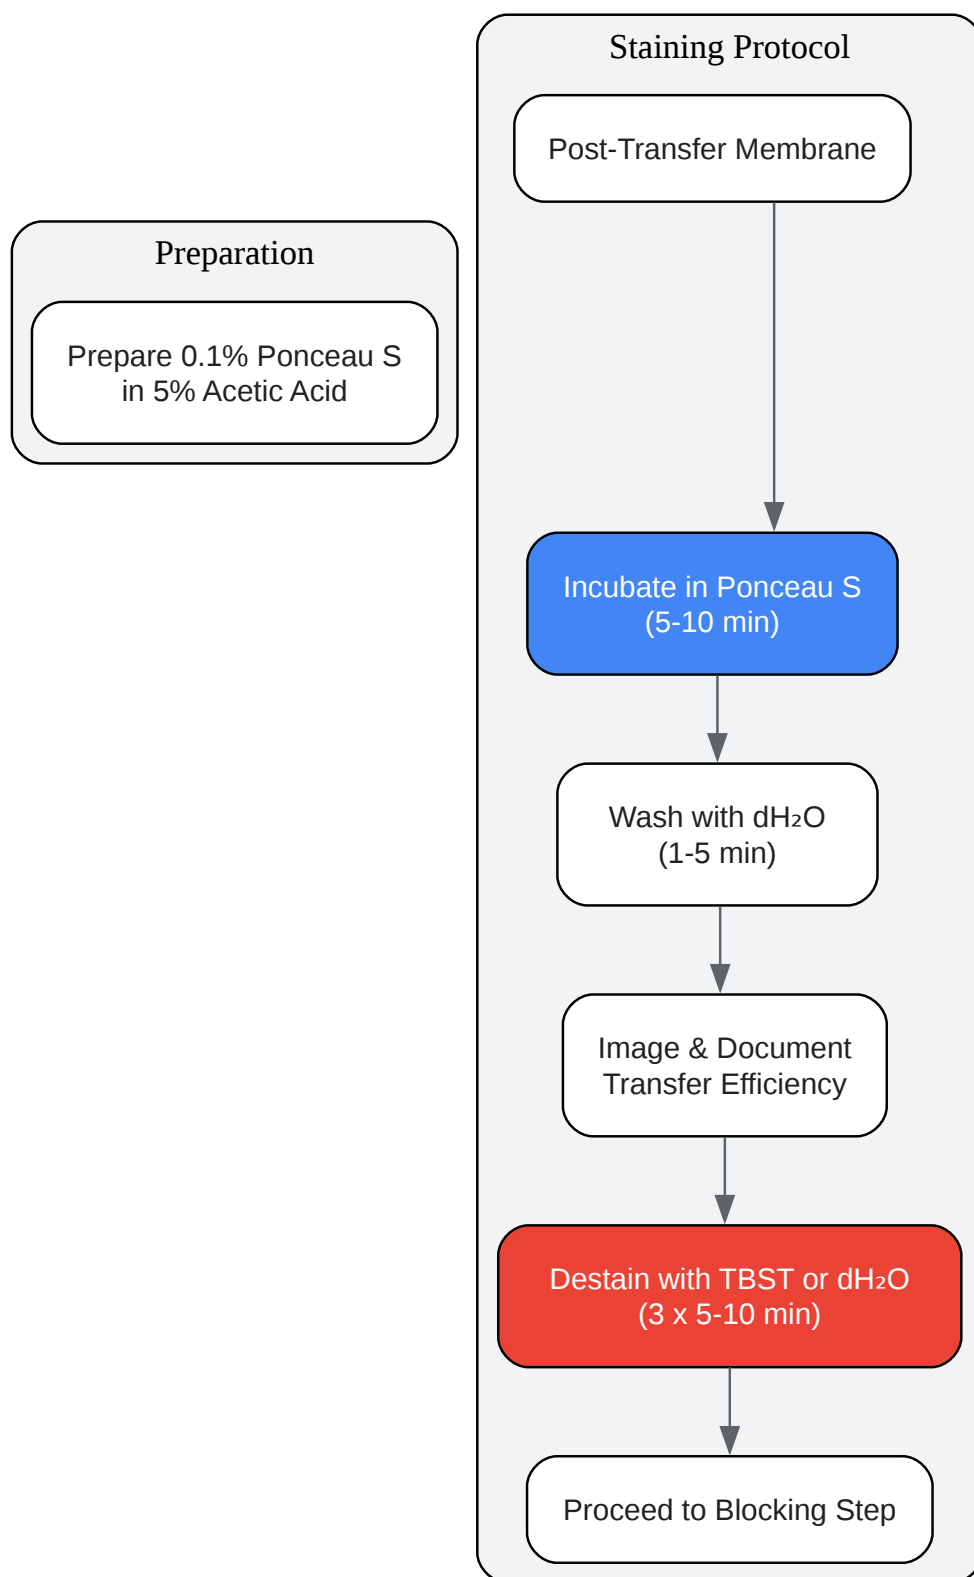 Staining Protocol
Post-Transfer Membrane
Preparation
Prepare 0.1% Ponceau S
in 5% Acetic Acid
Incubate in Ponceau S
(5-10 min)
Wash with dH₂O
(1-5 min)
Image & Document
Transfer Efficiency
Destain with TBST or dH₂O
(3 x 5-10 min)
Proceed to Blocking Step